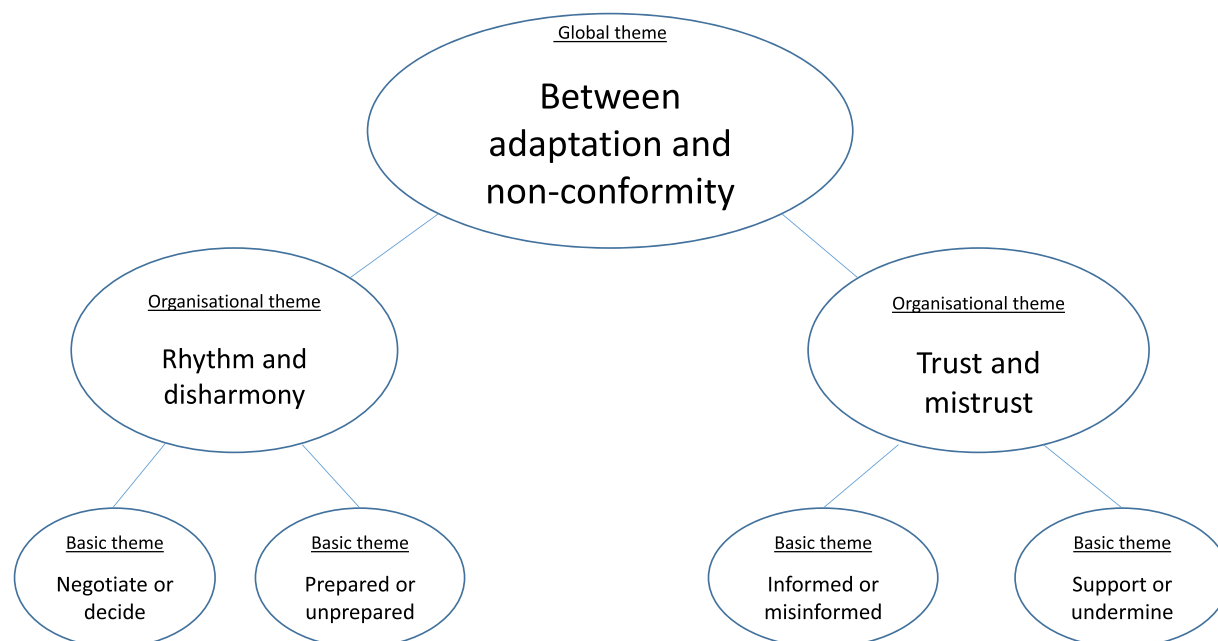 Global theme
Between
adaptation and
non-conformity
Organisational theme
Rhythm and
disharmony
Organisational theme
Trust and
mistrust
Basic theme
Negotiate or
decide
Basic theme
Prepared or
unprepared
Basic theme
Informed or
misinformed
Basic theme
Support or
undermine